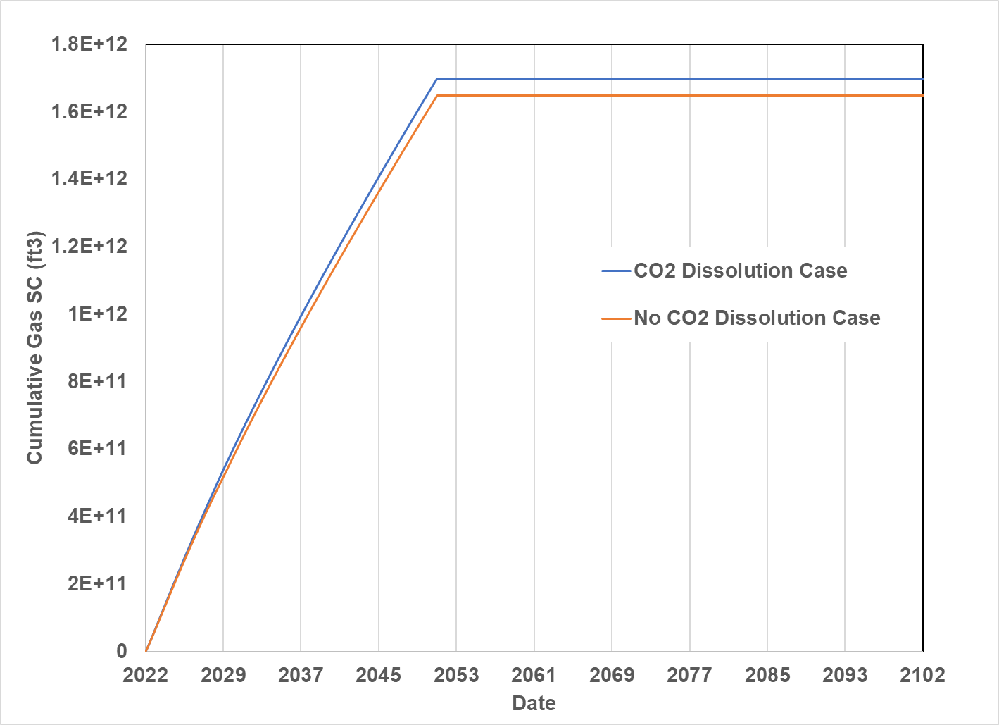 1.8E+12
1.6E+12
1.4E+12
1.2E+12
1E+12
8E+11
6E+11
4E+11
2E+11
0
Cumulative Gas SC (ft3)
CO2 Dissolution Case
No CO2 Dissolution Case
2022 2029 2037 2045 2053 2061 2069 2077 2085 2093 2102
Date